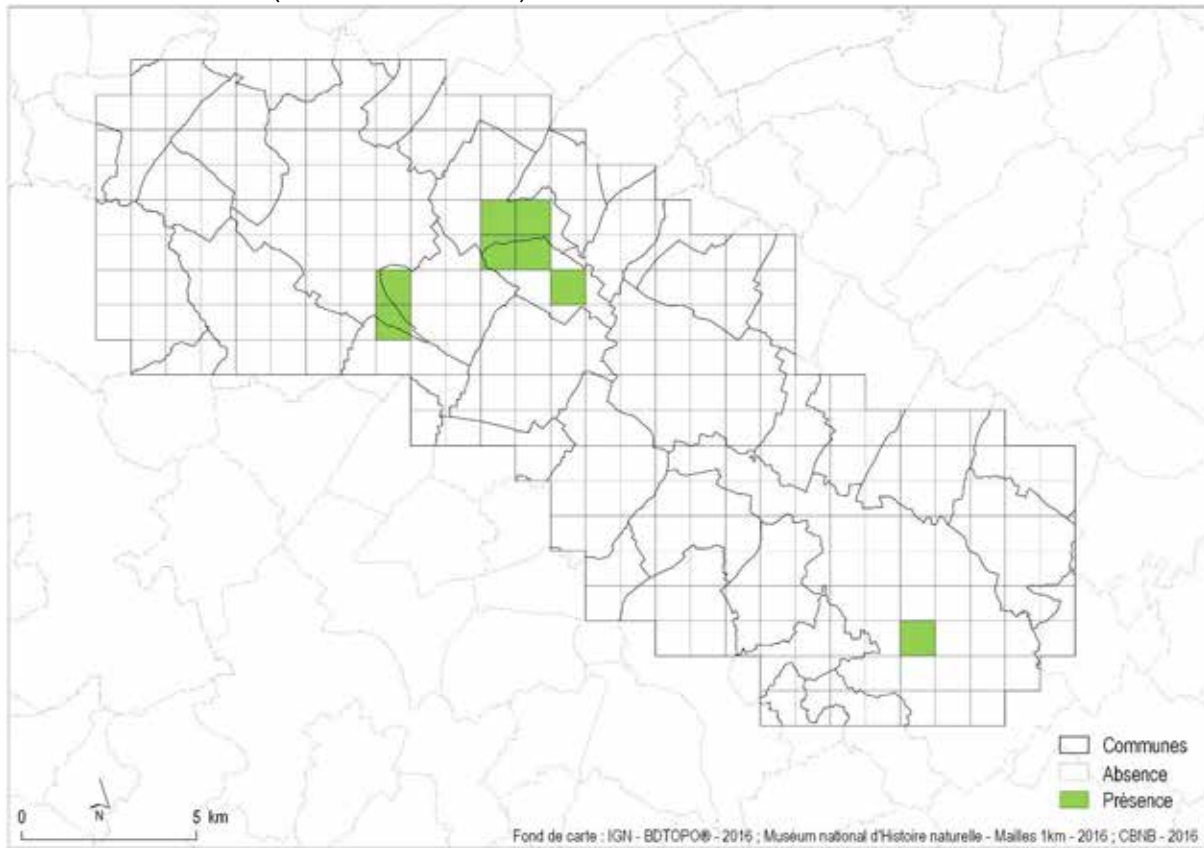 Communes
Absence
Présence
0 5 km
N
Fond de carte : IGN - BDTOPO® - 2016 ; Muséum national d'Histoire naturelle - Mailles 1km - 2016 ; CBNB - 2016